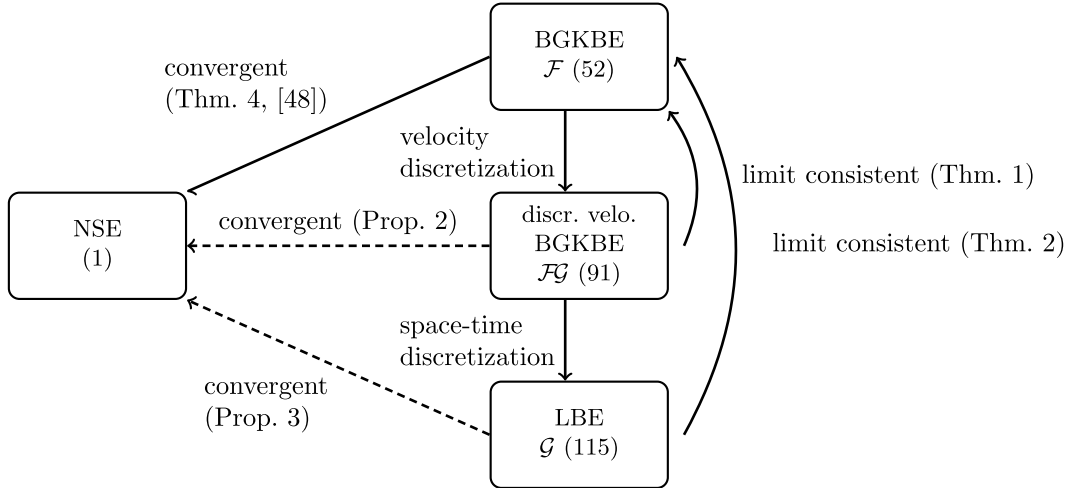 BGKBE
ℱ (52)
convergent
(Thm. 4, [48])
velocity
discretization
limit consistent (Thm. 1)
NSE
(1)
convergent (Prop. 2)
discr. velo.
BGKBE
ℱ𝒢 (91)
limit consistent (Thm. 2)
space-time
discretization
convergent
(Prop. 3)
LBE
𝒢 (115)